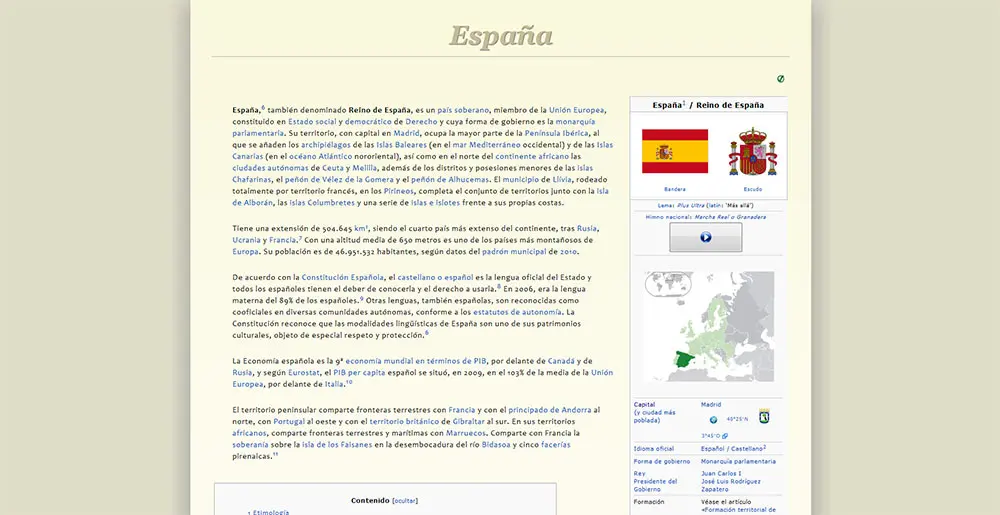 España
España,⁶ también denominado Reino de España, es un país soberano, miembro de la Unión Europea,
constituido en Estado social y democrático de Derecho y cuya forma de gobierno es la monarquía
parlamentaria. Su territorio, con capital en Madrid, ocupa la mayor parte de la Península Ibérica, al
que se añaden los archipiélagos de las Islas Baleares (en el mar Mediterráneo occidental) y de las Islas
Canarias (en el océano Atlántico nororiental), así como en el norte del continente africano las
ciudades autónomas de Ceuta y Melilla, además de los distritos y posesiones menores de las islas
Chafarinas, el peñón de Vélez de la Gomera y el peñón de Alhucemas. El municipio de Llívia, rodeado
totalmente por territorio francés, en los Pirineos, completa el conjunto de territorios junto con la isla
de Alborán, las islas Columbretes y una serie de islas e islotes frente a sus propias costas.
Tiene una extensión de 504.645 km², siendo el cuarto país más extenso del continente, tras Rusia,
Ucrania y Francia.⁷ Con una altitud media de 650 metros es uno de los países más montañosos de
Europa. Su población es de 46.951.532 habitantes, según datos del padrón municipal de 2010.
De acuerdo con la Constitución Española, el castellano o español es la lengua oficial del Estado y
todos los españoles tienen el deber de conocerla y el derecho a usarla.⁸ En 2006, era la lengua
materna del 89% de los españoles.⁹ Otras lenguas, también españolas, son reconocidas como
cooficiales en diversas comunidades autónomas, conforme a los estatutos de autonomía. La
Constitución reconoce que las modalidades lingüísticas de España son uno de sus patrimonios
culturales, objeto de especial respeto y protección.⁶
La Economía española es la 9ª economía mundial en términos de PIB, por delante de Canadá y de
Rusia, y según Eurostat, el PIB per capita español se situó, en 2009, en el 103% de la media de la Unión
Europea, por delante de Italia.¹⁰
El territorio peninsular comparte fronteras terrestres con Francia y con el principado de Andorra al
norte, con Portugal al oeste y con el territorio británico de Gibraltar al sur. En sus territorios
africanos, comparte fronteras terrestres y marítimas con Marruecos. Comparte con Francia la
soberanía sobre la isla de los Faisanes en la desembocadura del río Bidasoa y cinco facerías
pirenaicas.¹¹
Contenido [ocultar]
1 Etimología
España¹ / Reino de España
Bandera Escudo
Lema: Plus Ultra (latín: 'Más allá')
Himno nacional: Marcha Real o Granadera
Capital Madrid
(y ciudad más
poblada)
40°25'N
3°45'O
Idioma oficial Español / Castellano²
Forma de gobierno Monarquía parlamentaria
Rey Juan Carlos I
Presidente del José Luis Rodríguez
Gobierno Zapatero
Formación Véase el artículo
«Formación territorial de